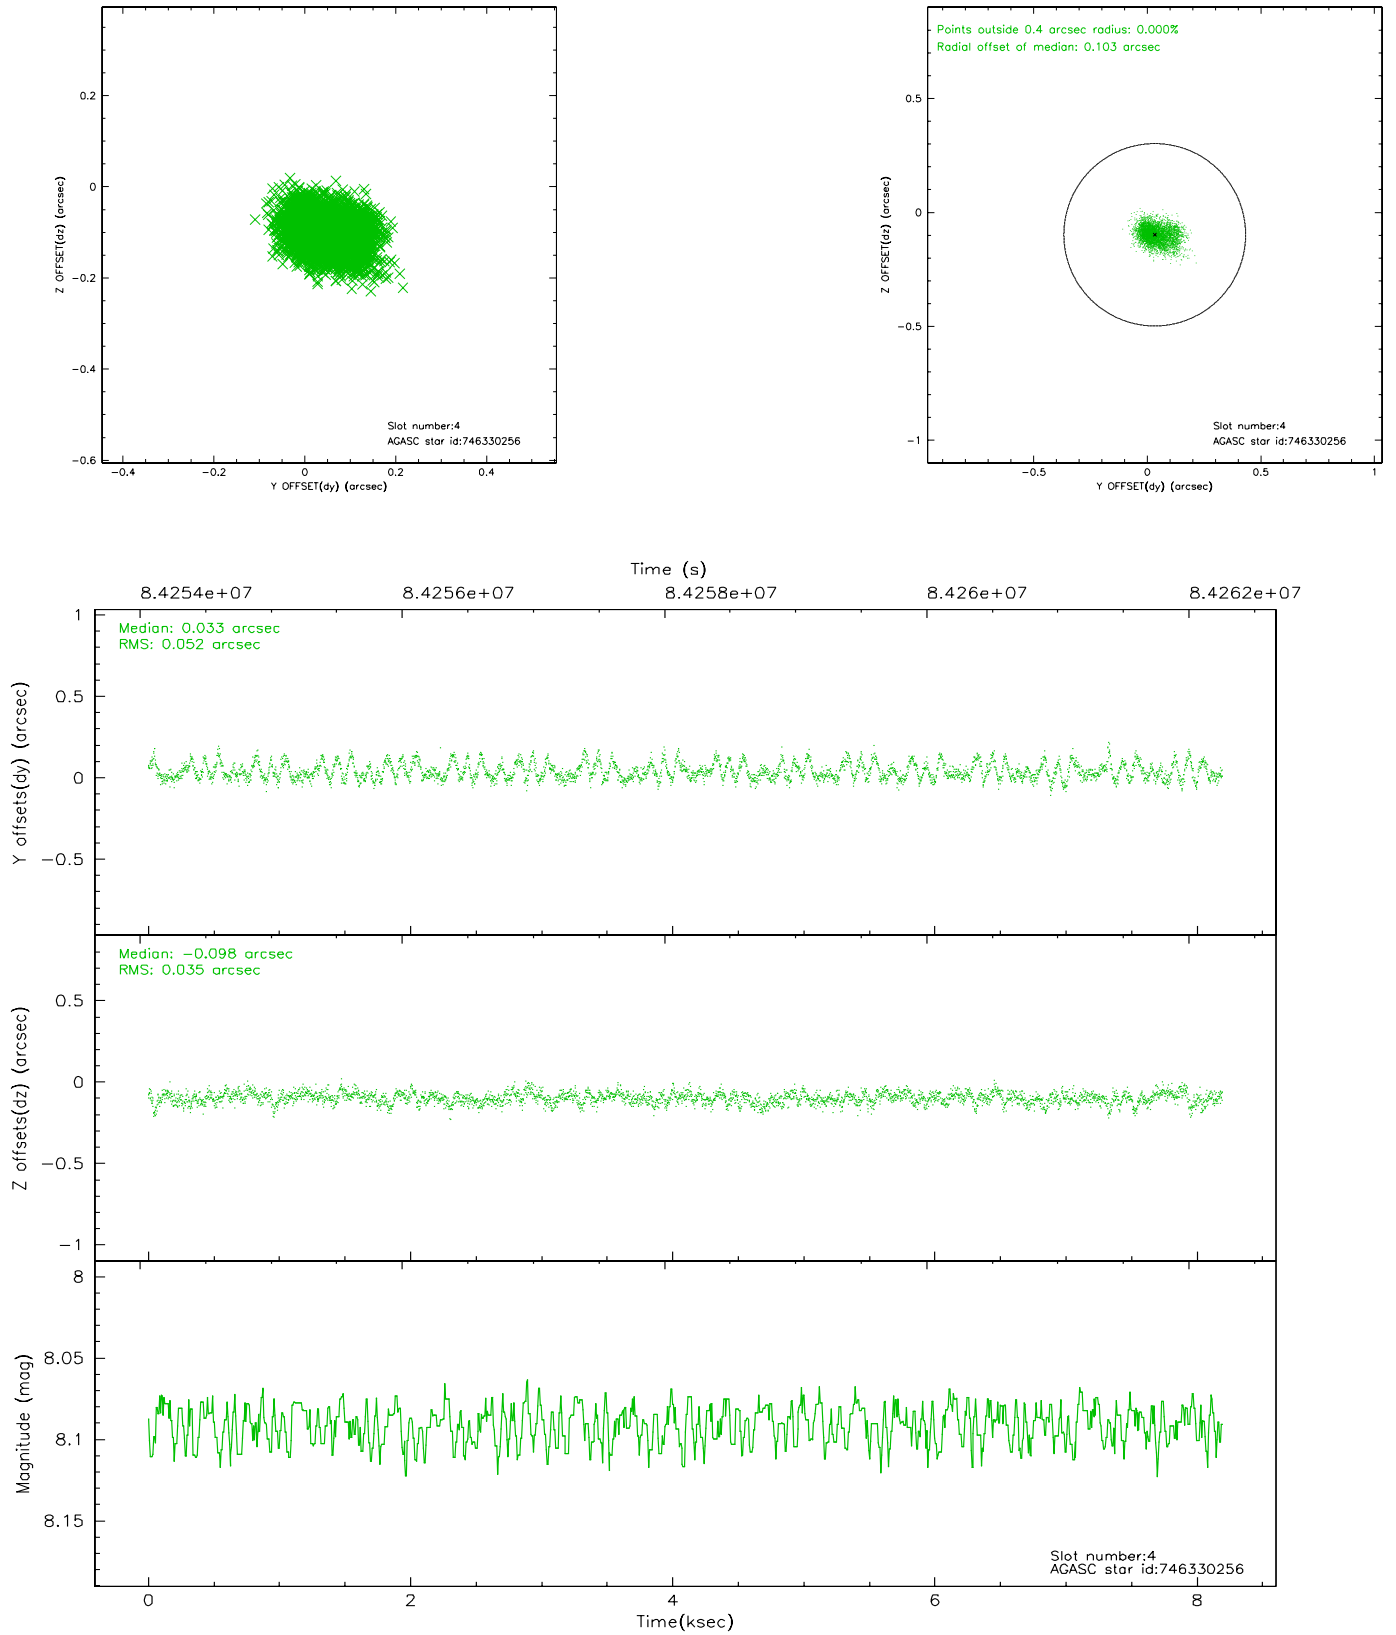 0.2
0
−0.2
−0.4
−0.6
Z OFFSET(dz) (arcsec)
Slot number:4
AGASC star id:746330256
−0.4 −0.2 0 0.2 0.4
Y OFFSET(dy) (arcsec)
Points outside 0.4 arcsec radius: 0.000%
Radial offset of median: 0.103 arcsec
0.5
0
−0.5
−1
Z OFFSET(dz) (arcsec)
Slot number:4
AGASC star id:746330256
−0.5 0 0.5 1
Y OFFSET(dy) (arcsec)
Time (s)
8.4254e+07 8.4256e+07 8.4258e+07 8.426e+07 8.4262e+07
Median: 0.033 arcsec
RMS: 0.052 arcsec
1
0.5
0
−0.5
Y offsets(dy) (arcsec)
Median: −0.098 arcsec
RMS: 0.035 arcsec
0.5
0
−0.5
−1
Z offsets(dz) (arcsec)
8
8.05
8.1
8.15
Magnitude (mag)
Slot number:4
AGASC star id:746330256
0 2 4 6 8
Time(ksec)